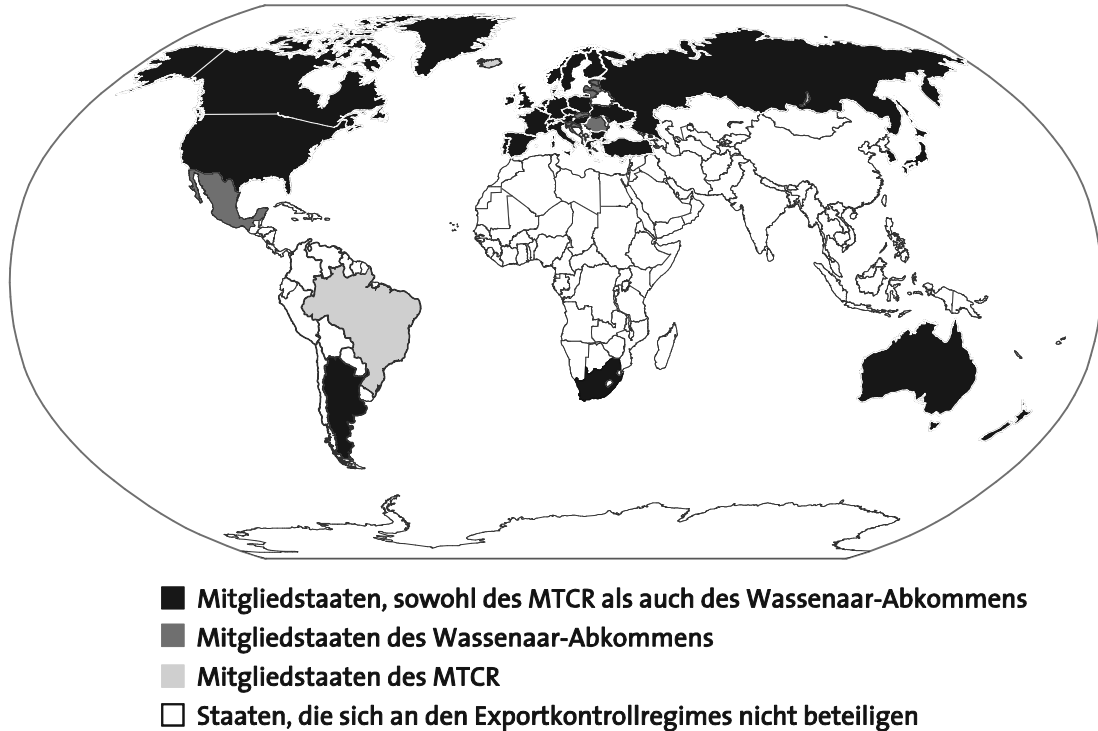 Mitgliedstaaten, sowohl des MTCR als auch des Wassenaar-Abkommens
Mitgliedstaaten des Wassenaar-Abkommens
Mitgliedstaaten des MTCR
Staaten, die sich an den Exportkontrollregimes nicht beteiligen